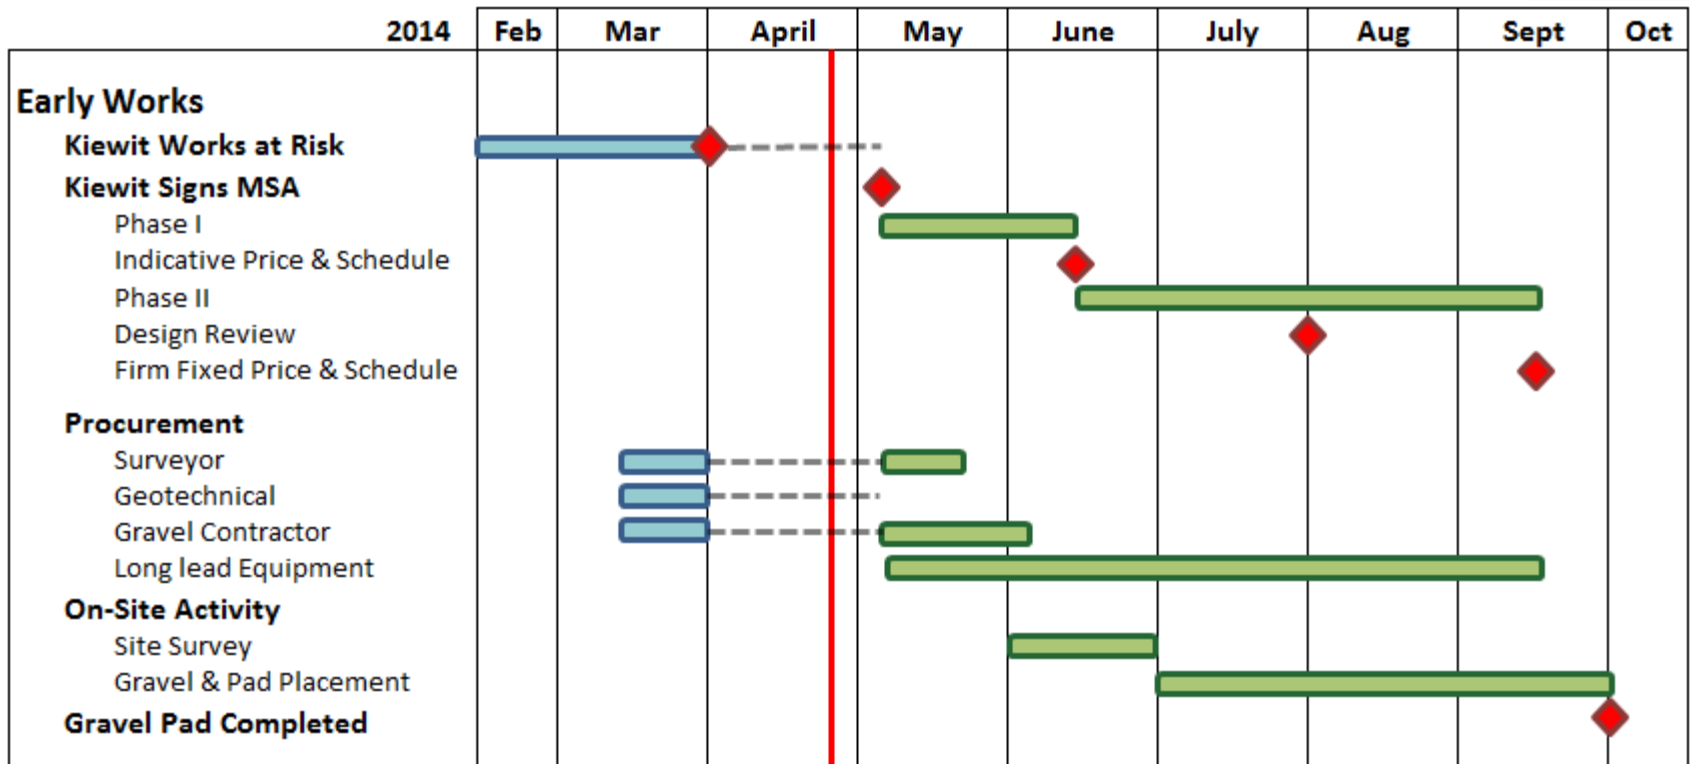 2014 Feb Mar April May June July Aug Sept Oct
Early Works
Kiewit Works at Risk
Kiewit Signs MSA
Phase I
Indicative Price & Schedule
Phase II
Design Review
Firm Fixed Price & Schedule
Procurement
Surveyor
Geotechnical
Gravel Contractor
Long lead Equipment
On-Site Activity
Site Survey
Gravel & Pad Placement
Gravel Pad Completed